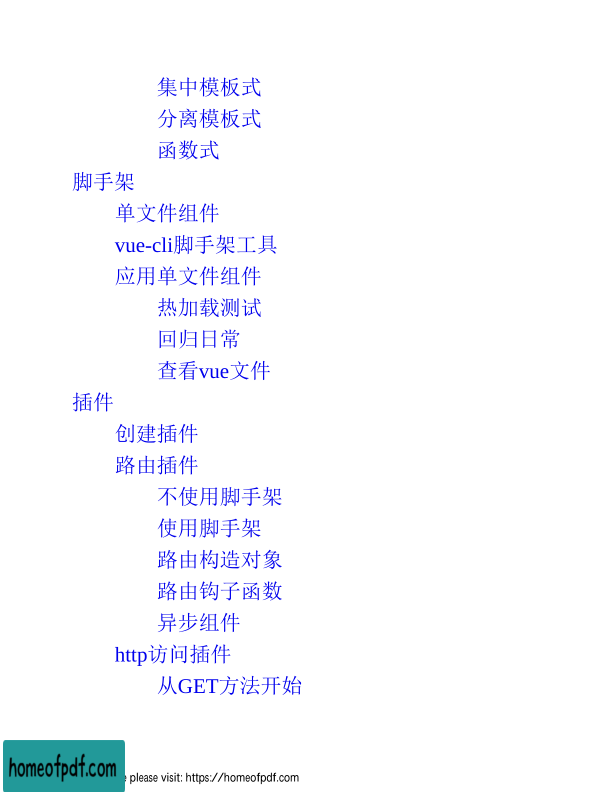 集中模板式
分离模板式
函数式
脚手架
单文件组件
vue-cli脚手架工具
应用单文件组件
热加载测试
回归日常
查看vue文件
插件
创建插件
路由插件
不使用脚手架
使用脚手架
路由构造对象
路由钩子函数
异步组件
http访问插件
从GET方法开始
homeofpdf.com
please visit: https://homeofpdf.com